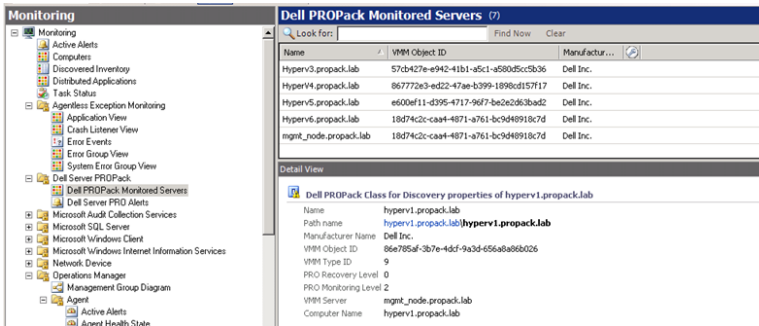 Monitoring
Monitoring
Active Alerts
Computers
Discovered Inventory
Distributed Applications
Task Status
Agentless Exception Monitoring
Application View
Crash Listener View
Error Events
Error Group View
System Error Group View
Dell Server PROPack
Dell PROPack Monitored Servers
Dell Server PRO Alerts
Microsoft Audit Collection Services
Microsoft SQL Server
Microsoft Windows Client
Microsoft Windows Internet Information Services
Network Device
Operations Manager
Management Group Diagram
Agent
Active Alerts
Agent Health State
Dell PROPack Monitored Servers (7)
Look for: Find Now Clear
Name VMM Object ID Manufactur...
Hyperv3.propack.lab 57cb427e-e942-41b1-a5c1-a580d5cc5b36 Dell Inc.
HyperV4.propack.lab 867772e3-ed22-47ae-b399-1898cd157f17 Dell Inc.
Hyperv5.propack.lab e600ef11-d395-4717-96f7-be2e2d63bad2 Dell Inc.
Hyperv6.propack.lab 18d74c2c-caa4-4871-a761-bc9d48918c7d Dell Inc.
mgmt_node.propack.lab 18d74c2c-caa4-4871-a761-bc9d48918c7d Dell Inc.
Detail View
Dell PROPack Class for Discovery properties of hyperv1.propack.lab
Name hyperv1.propack.lab
Path name hyperv1.propack.lab\hyperv1.propack.lab
Manufacturer Name Dell Inc.
VMM Object ID 86e785af-3b7e-4dcf-9a3d-656a8a86b026
VMM Type ID 9
PRO Recovery Level 0
PRO Monitoring Level 2
VMM Server mgmt_node.propack.lab
Computer Name hyperv1.propack.lab